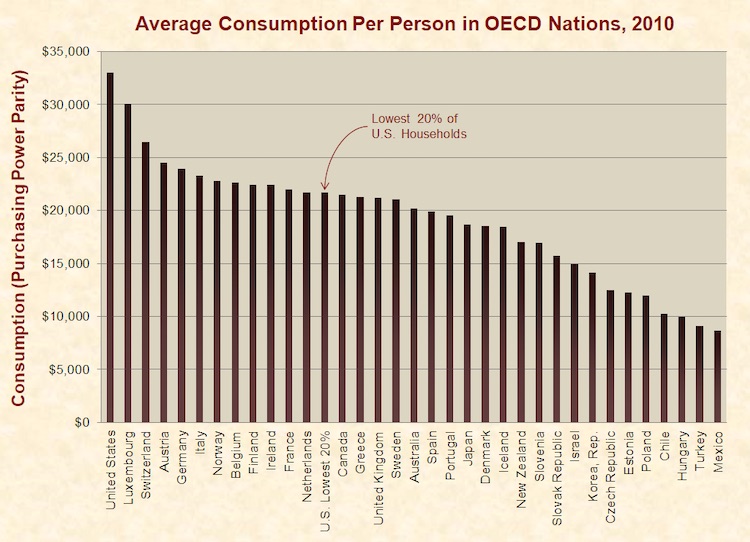 Average Consumption Per Person in OECD Nations, 2010
Consumption (Purchasing Power Parity)
$35,000
$30,000
$25,000
$20,000
$15,000
$10,000
$5,000
$0
Lowest 20% of
U.S. Households
United States
Luxembourg
Switzerland
Austria
Germany
Italy
Norway
Belgium
Finland
Ireland
France
Netherlands
U.S. Lowest 20%
Canada
Greece
United Kingdom
Sweden
Australia
Spain
Portugal
Japan
Denmark
Iceland
New Zealand
Slovenia
Slovak Republic
Israel
Korea, Rep.
Czech Republic
Estonia
Poland
Chile
Hungary
Turkey
Mexico